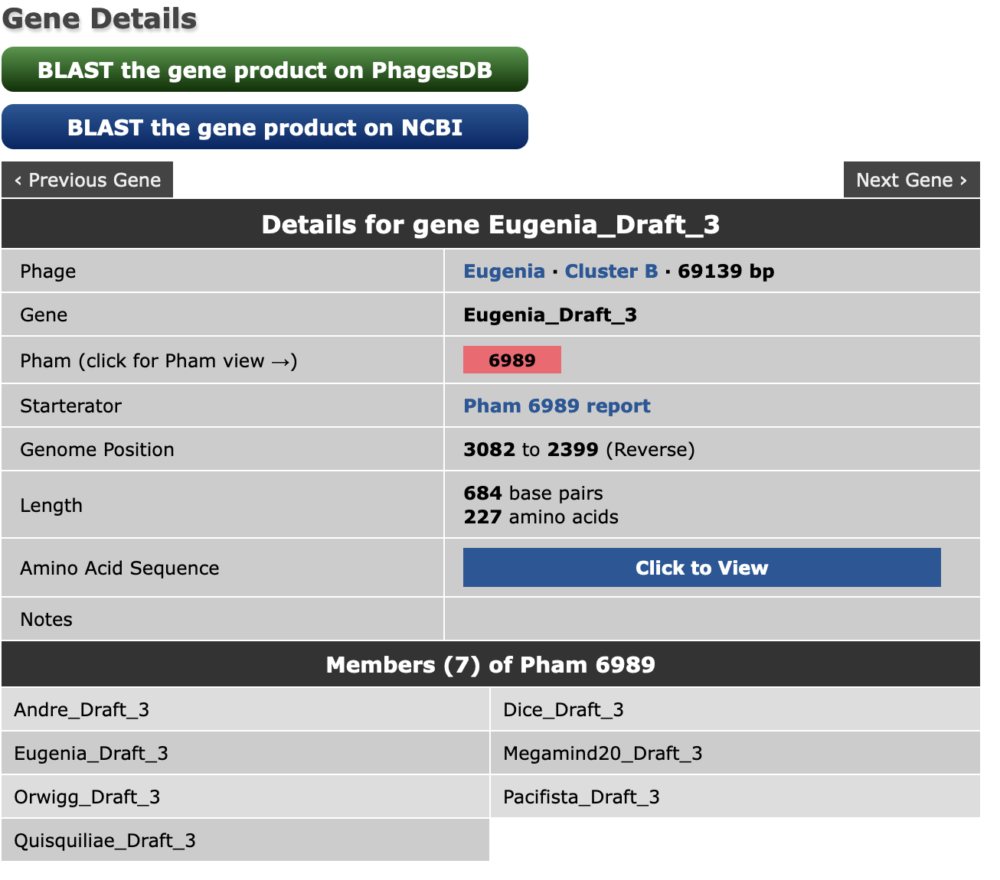 Gene Details
BLAST the gene product on PhagesDB
BLAST the gene product on NCBI
‹ Previous Gene
Next Gene ›
Details for gene Eugenia_Draft_3
Phage
Eugenia · Cluster B · 69139 bp
Gene
Eugenia_Draft_3
Pham (click for Pham view →)
6989
Starterator
Pham 6989 report
Genome Position
3082 to 2399 (Reverse)
Length
684 base pairs
227 amino acids
Amino Acid Sequence
Click to View
Notes
Members (7) of Pham 6989
Andre_Draft_3
Dice_Draft_3
Eugenia_Draft_3
Megamind20_Draft_3
Orwigg_Draft_3
Pacifista_Draft_3
Quisquiliae_Draft_3